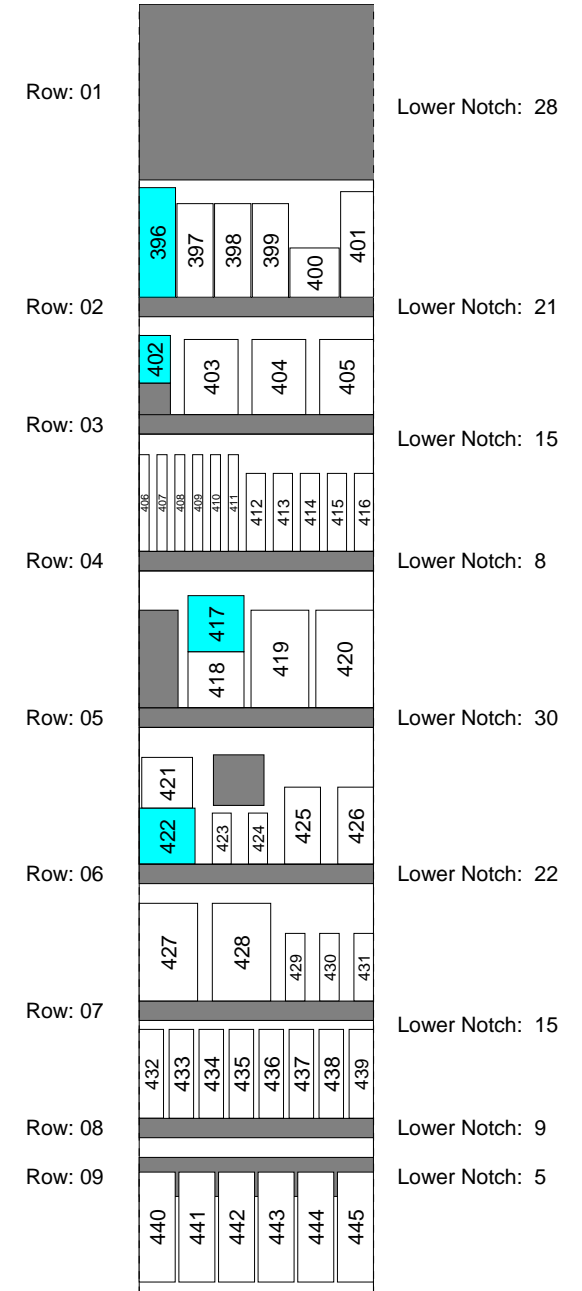 Row: 01
Lower Notch: 28
396 397 398 399 400 401
Row: 02
Lower Notch: 21
402 403 404 405
Row: 03
Lower Notch: 15
406 407 408 409 410 411 412 413 414 415 416
Row: 04
Lower Notch: 8
417
418 419 420
Row: 05
Lower Notch: 30
421
422 423 424 425 426
Row: 06
Lower Notch: 22
427 428 429 430 431
Row: 07
Lower Notch: 15
432 433 434 435 436 437 438 439
Row: 08
Lower Notch: 9
Row: 09
Lower Notch: 5
440 441 442 443 444 445